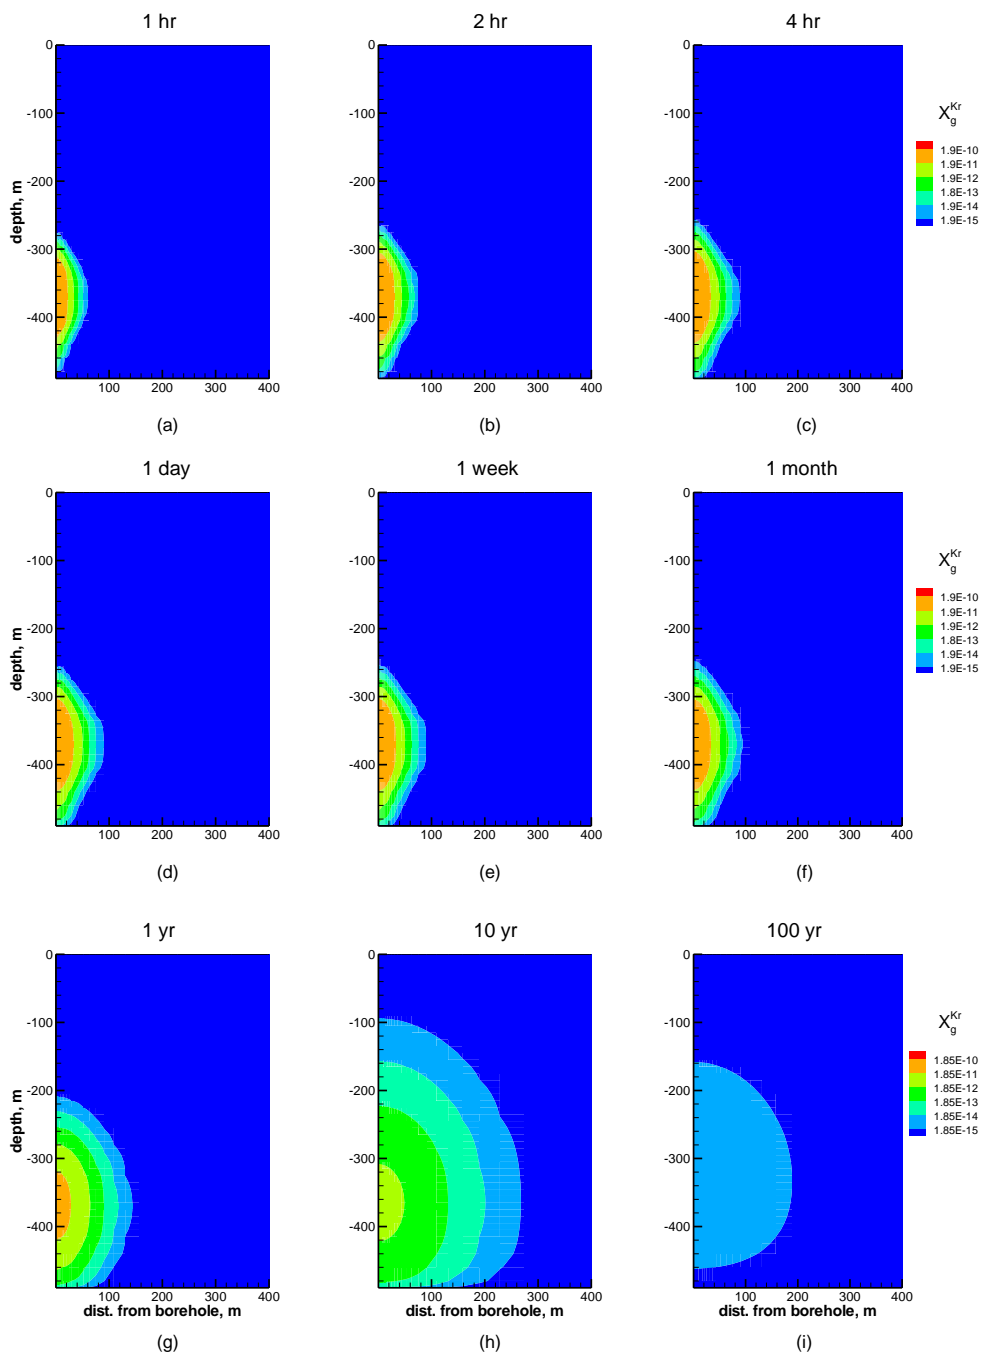 1 hr
2 hr
4 hr
0
-100
-200
-300
-400
depth, m
100
200
300
400
(a)
100
200
300
400
0
-100
-200
-300
-400
(b)
0
-100
-200
-300
-400
100
200
300
400
(c)
X_g^Kr
1.9E-10
1.9E-11
1.9E-12
1.8E-13
1.9E-14
1.9E-15
1 day
1 week
1 month
0
-100
-200
-300
-400
depth, m
100
200
300
400
(d)
0
-100
-200
-300
-400
100
200
300
400
(e)
0
-100
-200
-300
-400
100
200
300
400
(f)
X_g^Kr
1.9E-10
1.9E-11
1.9E-12
1.8E-13
1.9E-14
1.9E-15
1 yr
10 yr
100 yr
0
-100
-200
-300
-400
depth, m
100
200
300
400
dist. from borehole, m
(g)
0
-100
-200
-300
-400
100
200
300
400
dist. from borehole, m
(h)
0
-100
-200
-300
-400
100
200
300
400
dist. from borehole, m
(i)
X_g^Kr
1.85E-10
1.85E-11
1.85E-12
1.85E-13
1.85E-14
1.85E-15